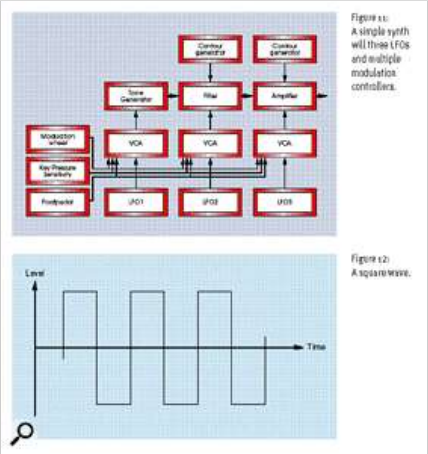 Figure 11:
A simple synth
will three LFOs
and multiple
modulation
controllers.
Contour
generator
Contour
generator
Tone
Generator
Filter
Amplifier
Modulation
wheel
VCA
VCA
VCA
Key Pressure
Sensitivity
Footpedal
LFO1
LFO2
LFO3
Figure 12:
A square wave.
Level
Time